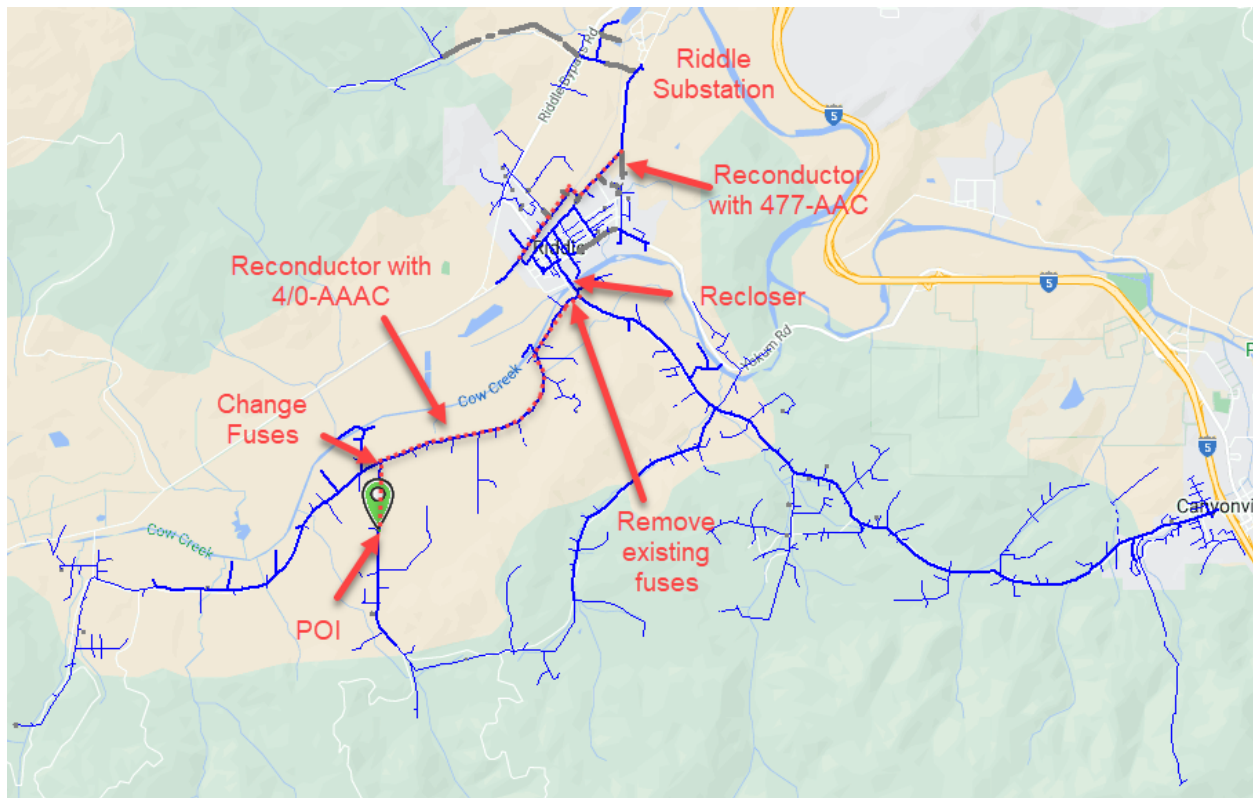 Riddle
Substation
Riddle Bypass Rd
5
Reconductor
with 477-AAC
Riddle
Reconductor with
4/0-AAAC
Recloser
5
Yokum Rd
Cow Creek
Change
Fuses
5
Canyonvi
Remove
existing
fuses
Cow Creek
POI